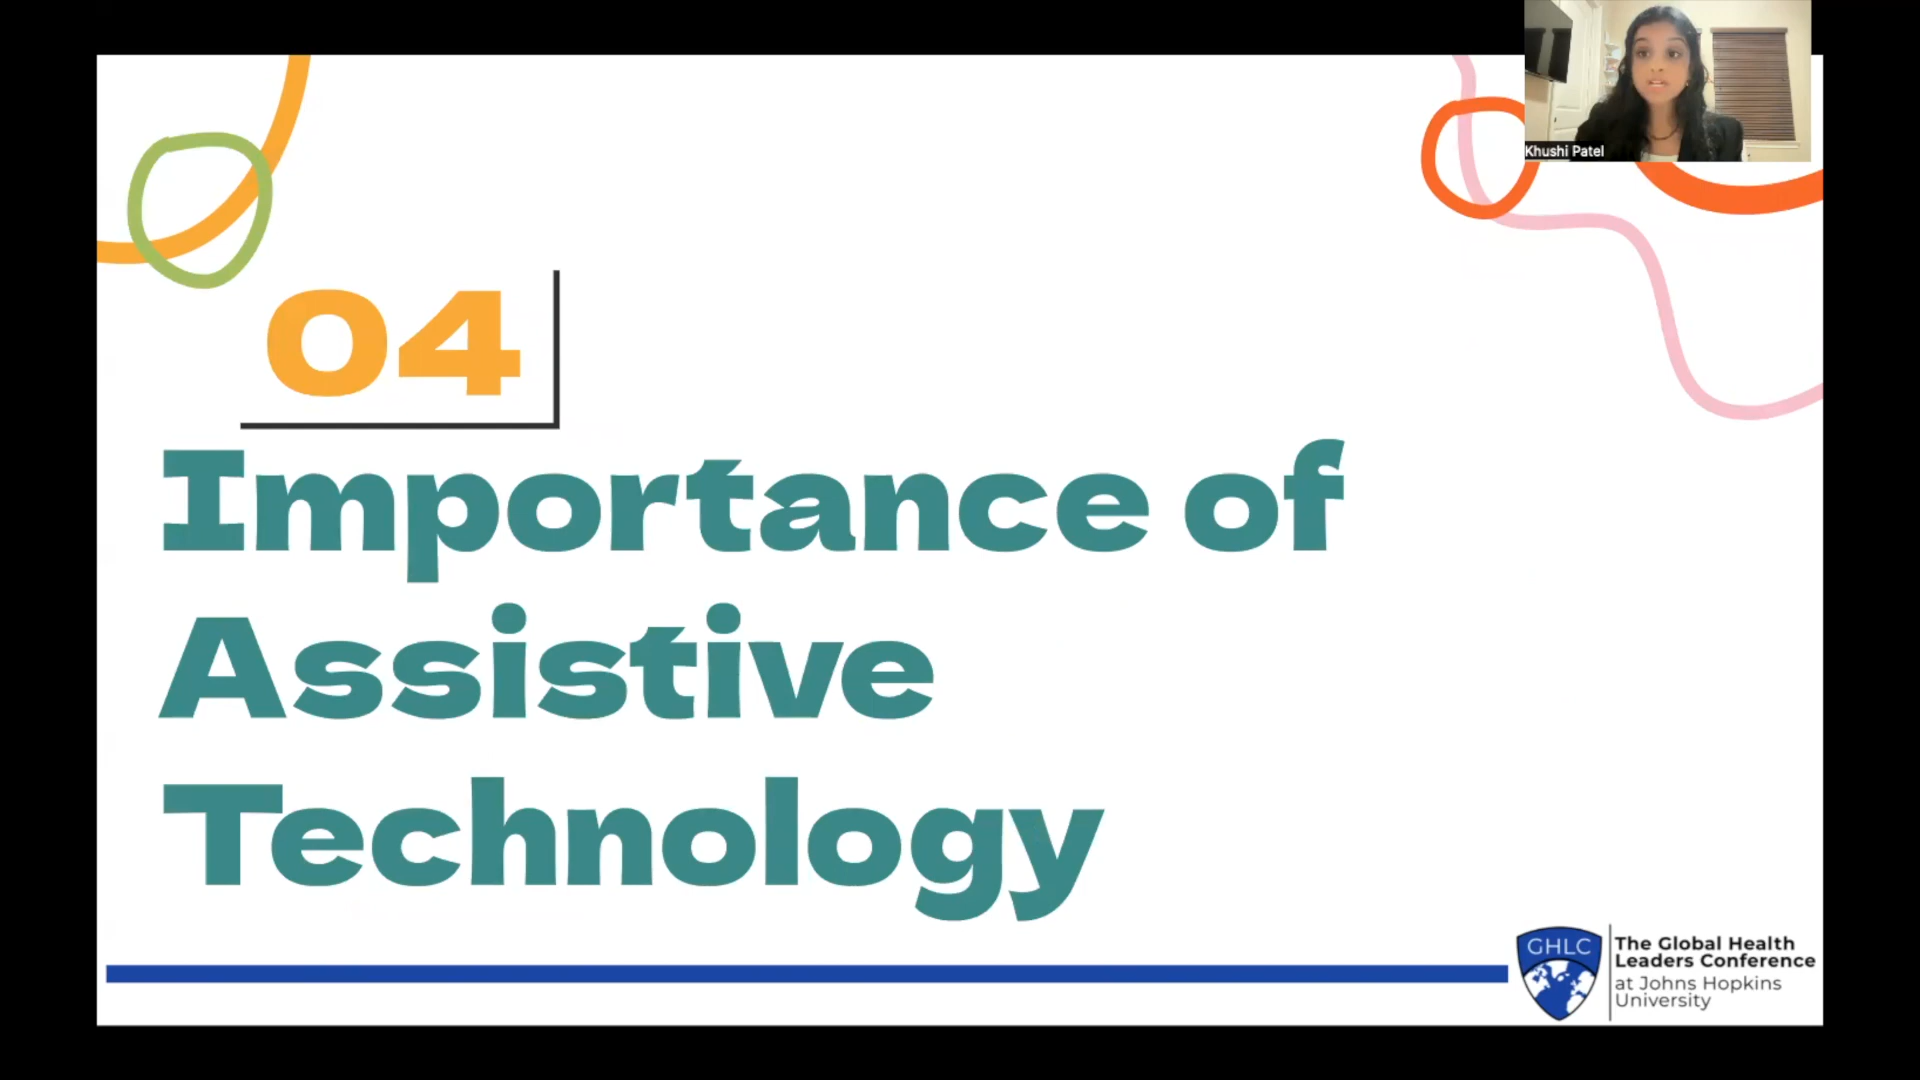 Khushi Patel
04
Importance of
Assistive
Technology
GHLC
The Global Health
Leaders Conference
at Johns Hopkins
University